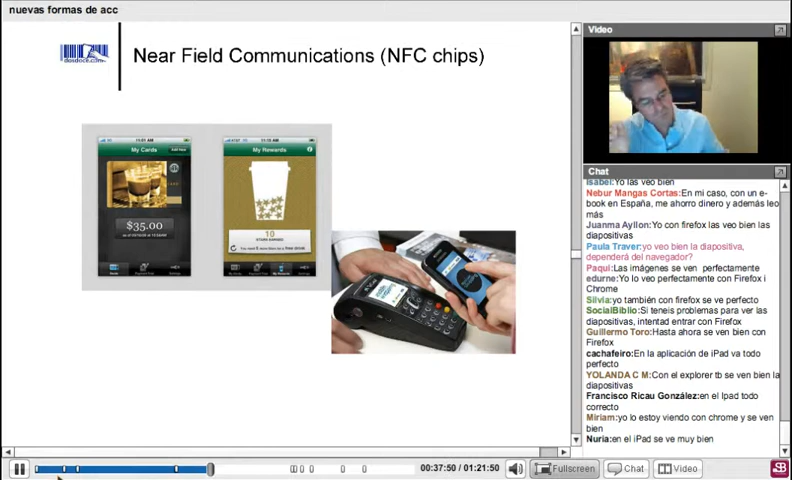 nuevas formas de acc
dosdoce.com
Near Field Communications (NFC chips)
My Cards
$35.00
My Rewards
10
Video
Chat
Isabel:Yo las veo bien
Nebur Mangas Cortas:En mi caso, con un e-
book en España, me ahorro dinero y además leo
más
Juanma Ayllon:Yo con firefox las veo bien las
diapositivas
Paula Traver:yo veo bien la diapositiva,
dependerá del navegador?
Paqui:Las imágenes se ven perfectamente
edurne:Yo lo veo perfectamente con Firefox i
Chrome
Silvia:yo también con firefox se ve perfecto
SocialBiblio:Si teneis problemas para ver las
diapositivas, intentad entrar con Firefox
Guillermo Toro:Hasta ahora se ven bien con
Firefox
cachafeiro:En la aplicación de iPad va todo
perfecto
YOLANDA C M:Con el explorer tb se ven bien la
diapositivas
Francisco Ricau González:en el Ipad todo
correcto
Miriam:yo lo estoy viendo con chrome y se ven
bien
Nuria:en el iPad se ve muy bien
00:37:50 / 01:21:50
Fullscreen
Chat
Video
SB